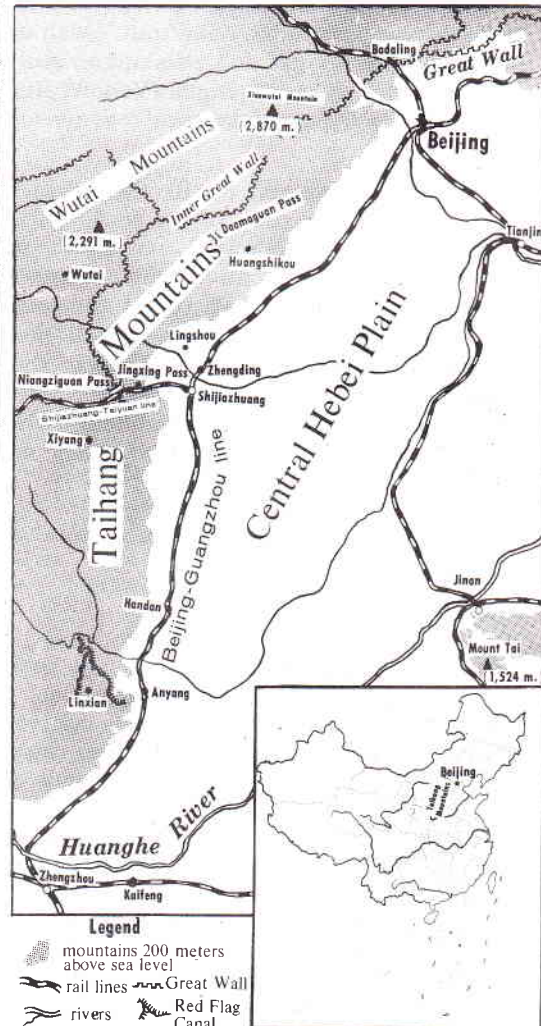 Badaling
Great Wall
Xiaowutai Mountain
(2,870 m.)
Beijing
Wutai Mountains
Inner Great Wall
Daomaguan Pass
Tianjin
(2,291 m.)
Huangshikou
Wutai
Taihang Mountains
Central Hebei Plain
Lingshou
Jingxing Pass
Zhengding
Niangziguan Pass
Shijiazhuang
Shijiazhuang-Taiyuan line
Xiyang
Beijing-Guangzhou line
Jinan
Handan
Mount Tai
(1,524 m.)
Linxian
Anyang
Huanghe River
Zhengzhou
Kaifeng
Beijing
Taihang
Mountains
Legend
mountains 200 meters
above sea level
rail lines
Great Wall
rivers
Red Flag
Canal